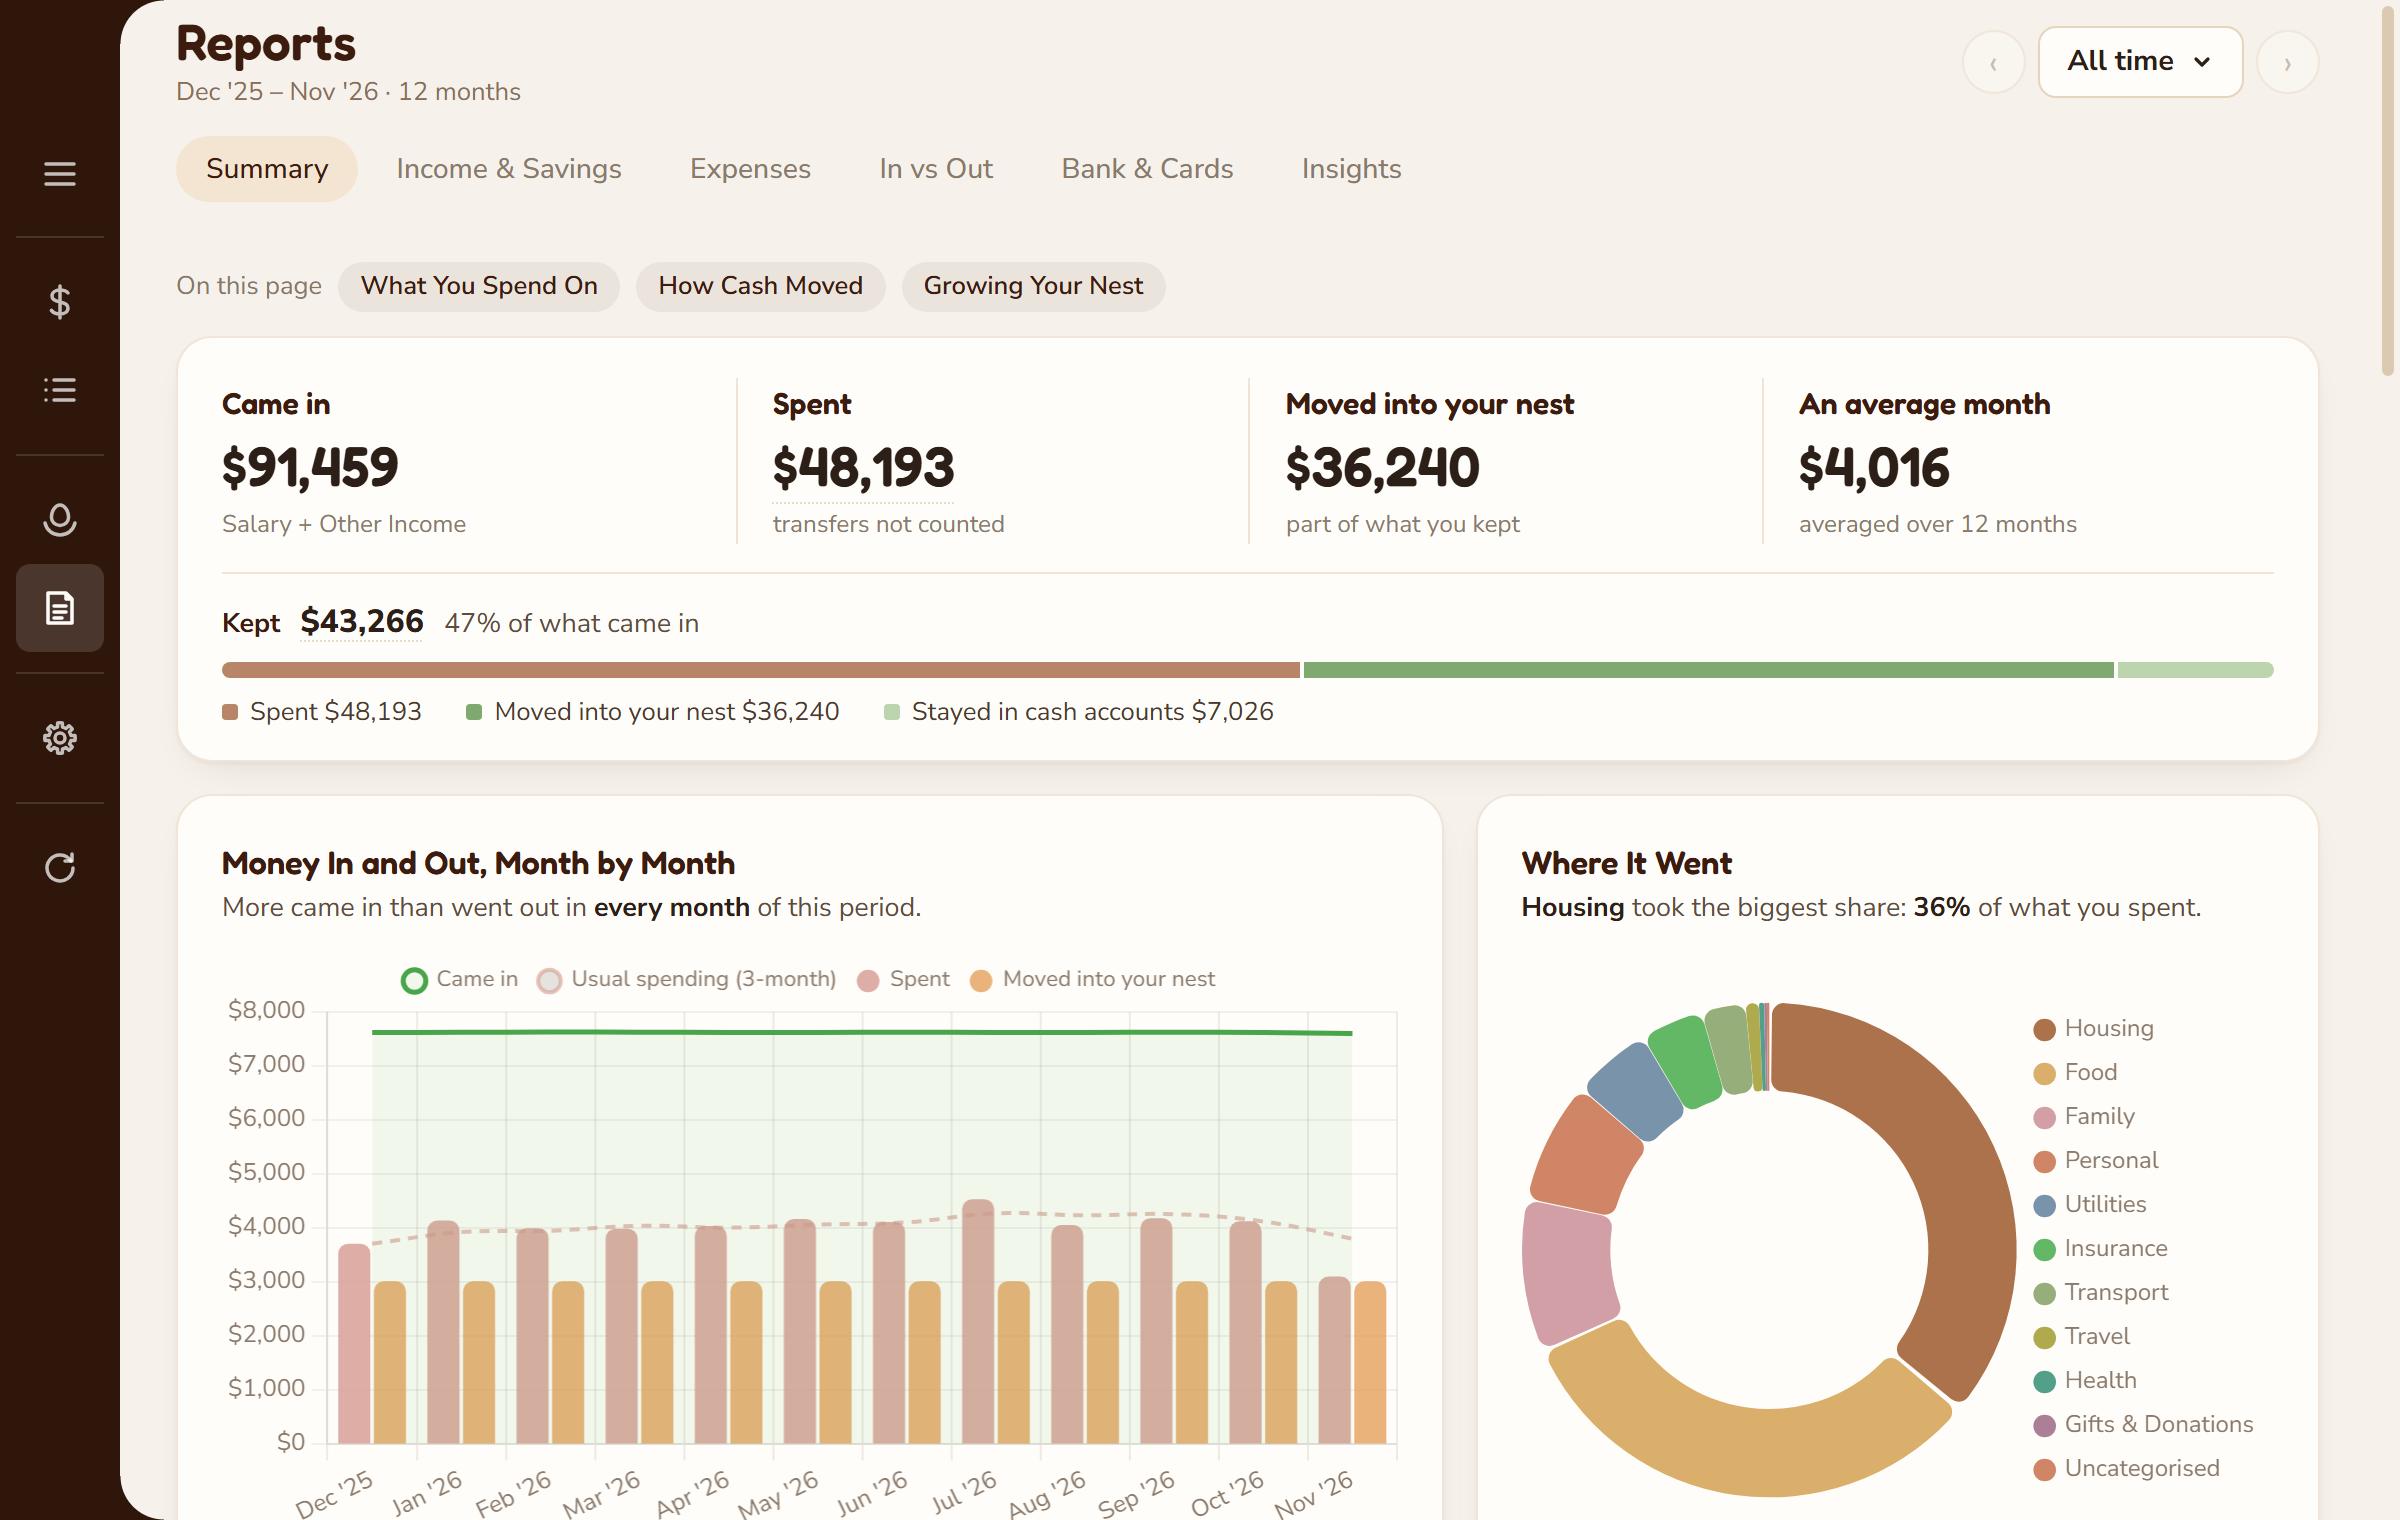 Reports
Dec '25 – Nov '26 · 12 months
‹ All time ›
Summary Income & Savings Expenses In vs Out Bank & Cards Insights
On this page What You Spend On How Cash Moved Growing Your Nest
Came in Spent Moved into your nest An average month
$91,459 $48,193 $36,240 $4,016
Salary + Other Income transfers not counted part of what you kept averaged over 12 months
Kept $43,266 47% of what came in
Spent $48,193 Moved into your nest $36,240 Stayed in cash accounts $7,026
Money In and Out, Month by Month
More came in than went out in every month of this period.
Came in Usual spending (3-month) Spent Moved into your nest
$8,000
$7,000
$6,000
$5,000
$4,000
$3,000
$2,000
$1,000
$0
Dec '25 Jan '26 Feb '26 Mar '26 Apr '26 May '26 Jun '26 Jul '26 Aug '26 Sep '26 Oct '26 Nov '26
Where It Went
Housing took the biggest share: 36% of what you spent.
Housing
Food
Family
Personal
Utilities
Insurance
Transport
Travel
Health
Gifts & Donations
Uncategorised